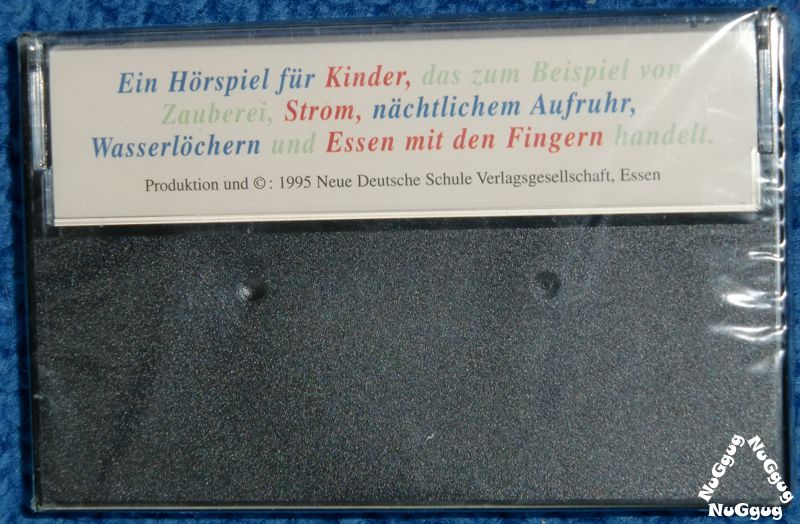 Ein Hörspiel für Kinder, das zum Beispiel von
Zauberei, Strom, nächtlichem Aufruhr,
Wasserlöchern und Essen mit den Fingern handelt.
Produktion und ©: 1995 Neue Deutsche Schule Verlagsgesellschaft, Essen
NuGgug
NuGgug
NuGgug